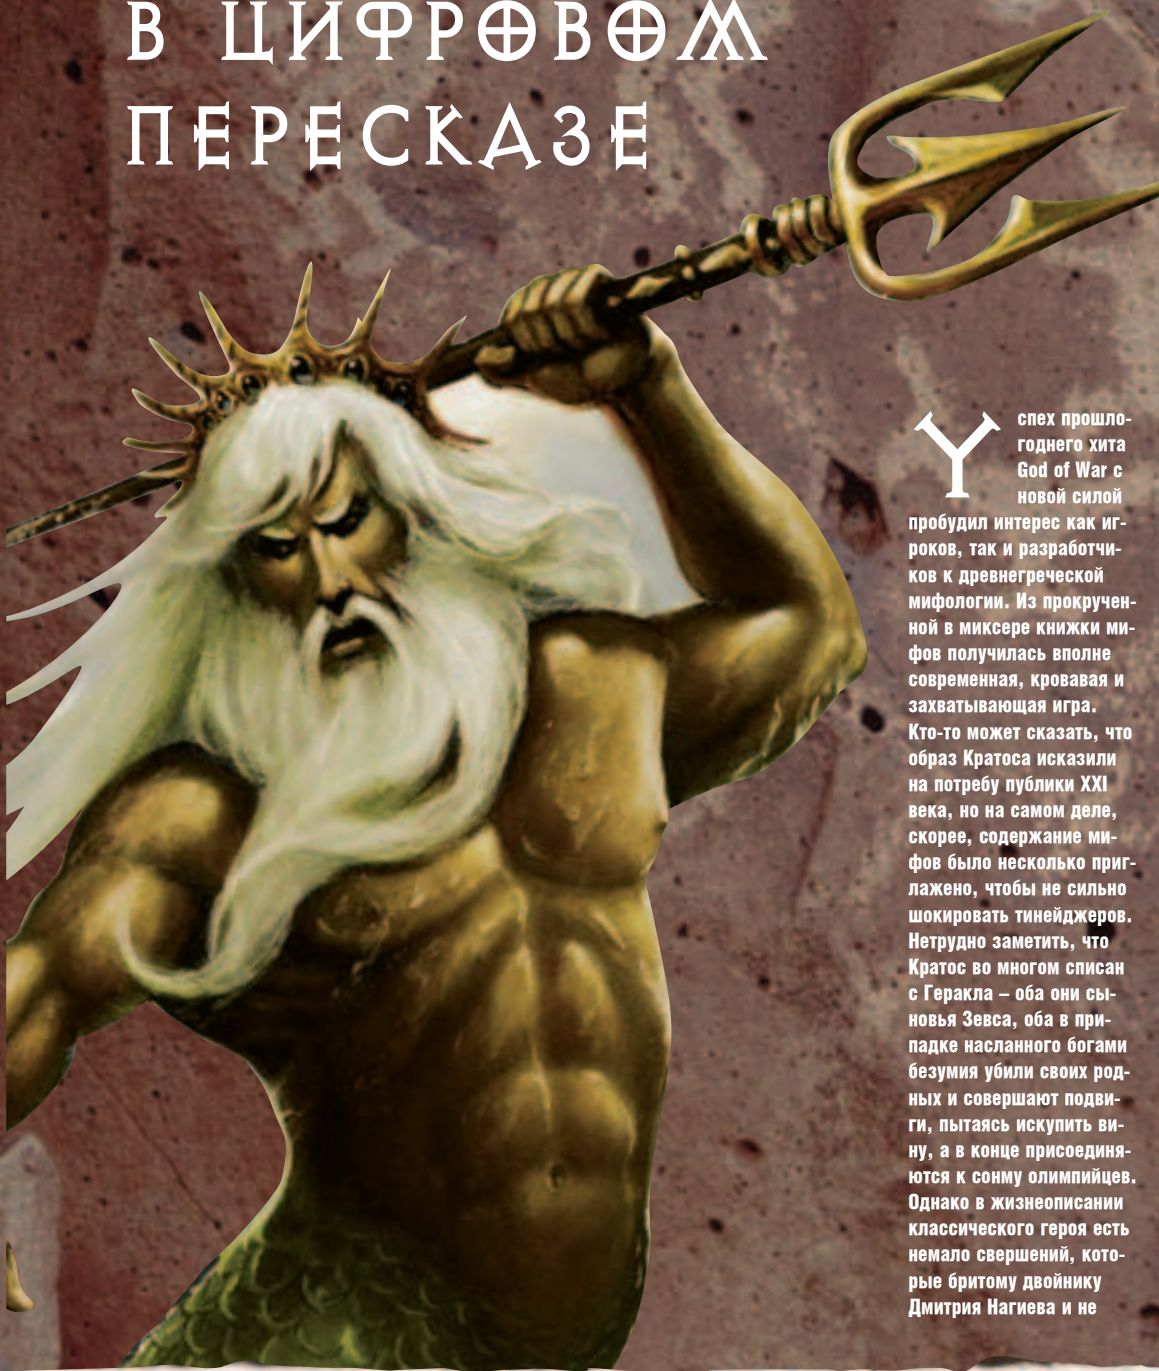 В ЦИФРОВОМ
ПЕРЕСКАЗЕ
Успех прошло-
годнего хита
God of War с
новой силой
пробудил интерес как иг-
роков, так и разработчи-
ков к древнегреческой
мифологии. Из прокручен-
ной в миксере книжки ми-
фов получилась вполне
современная, кровавая и
захватывающая игра.
Кто-то может сказать, что
образ Кратоса исказили
на потребу публики XXI
века, но на самом деле,
скорее, содержание ми-
фов было несколько приг-
лажено, чтобы не сильно
шокировать тинейджеров.
Нетрудно заметить, что
Кратос во многом списан
с Геракла – оба они сы-
новья Зевса, оба в при-
падке насланного богами
безумия убили своих род-
ных и совершают подви-
ги, пытаясь искупить ви-
ну, а в конце присоединя-
ются к сонму олимпийцев.
Однако в жизнеописании
классического героя есть
немало свершений, кото-
рые бритому двойнику
Дмитрия Нагиева и не